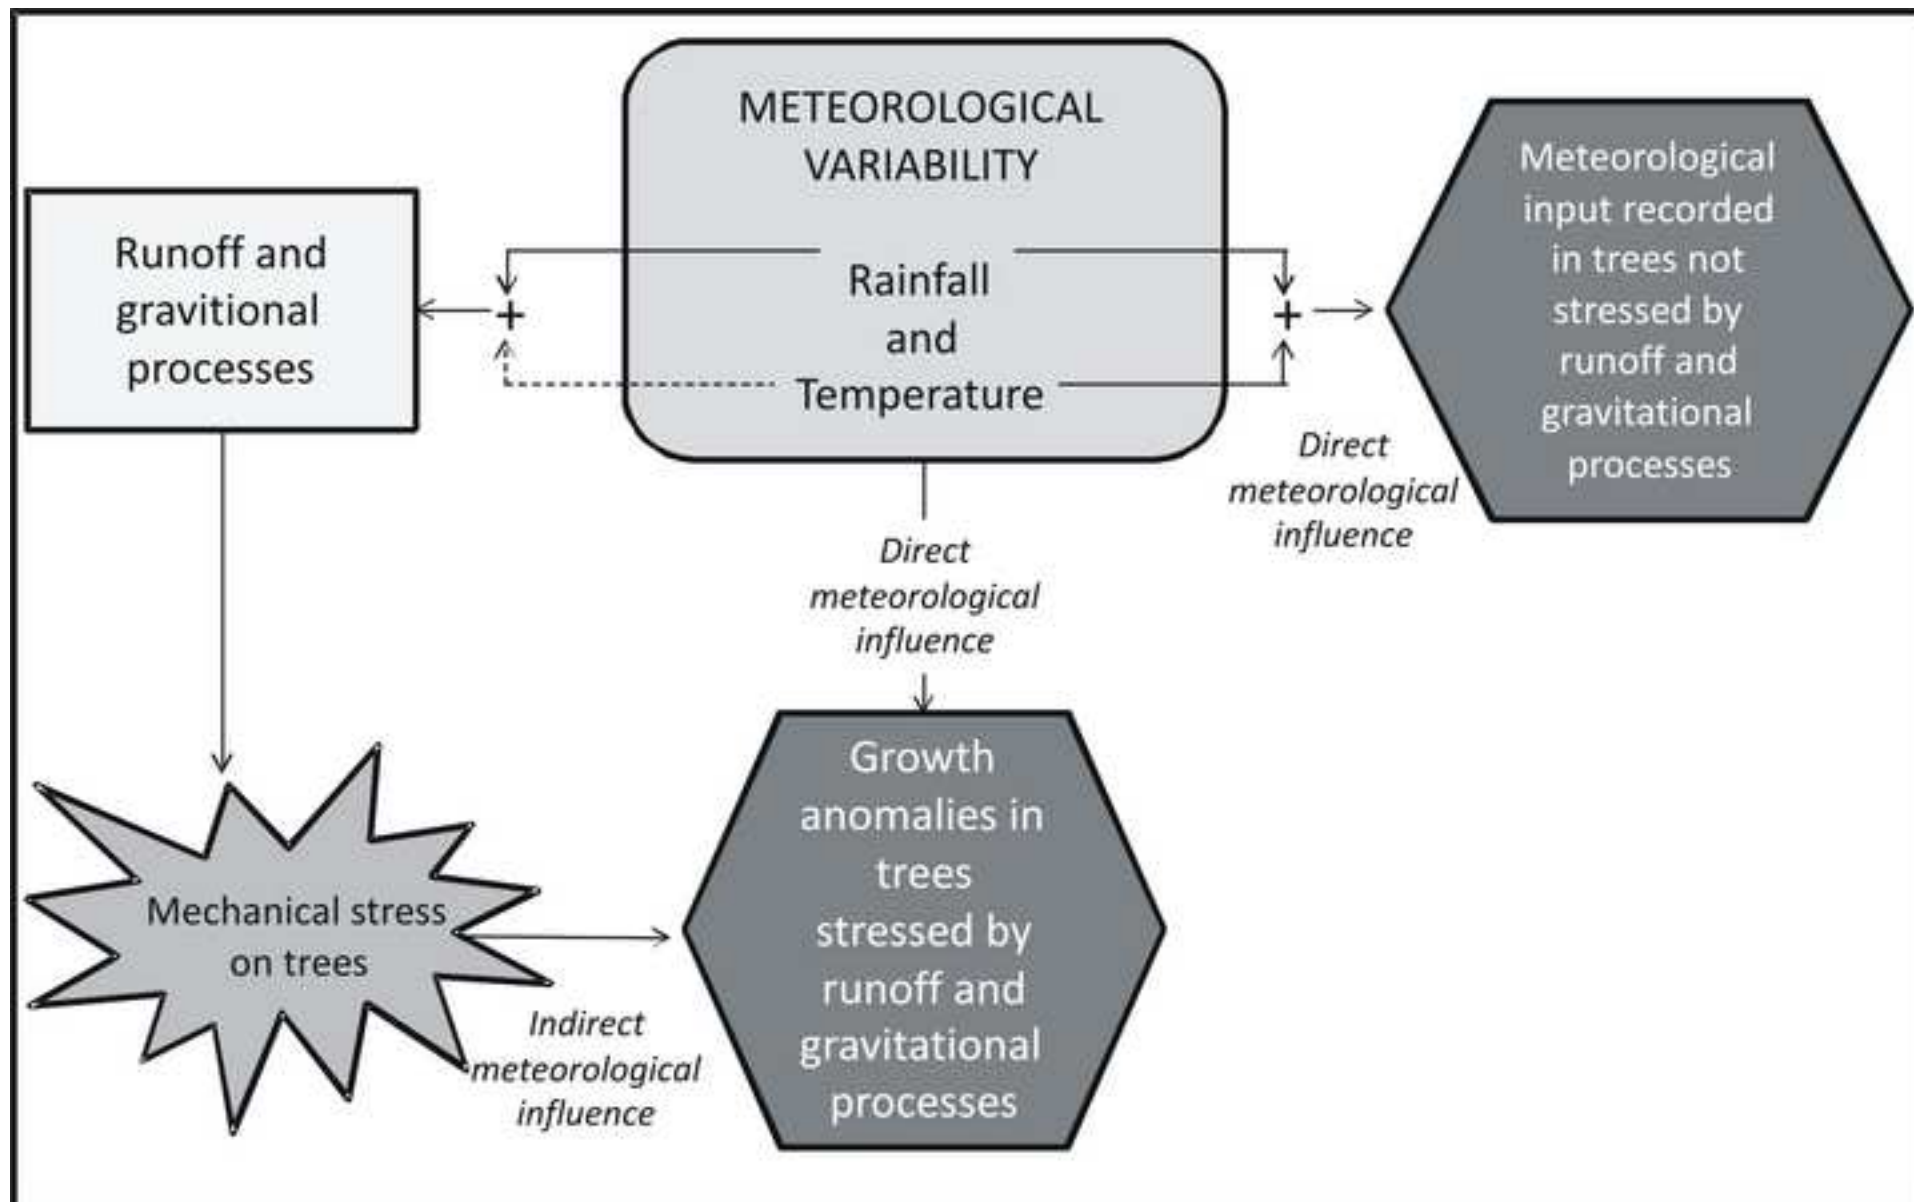 METEOROLOGICAL
VARIABILITY
Rainfall
and
Temperature
Runoff and
gravitional
processes
+
+
Meteorological
input recorded
in trees not
stressed by
runoff and
gravitational
processes
Direct
meteorological
influence
Direct
meteorological
influence
Mechanical stress
on trees
Indirect
meteorological
influence
Growth
anomalies in
trees
stressed by
runoff and
gravitational
processes